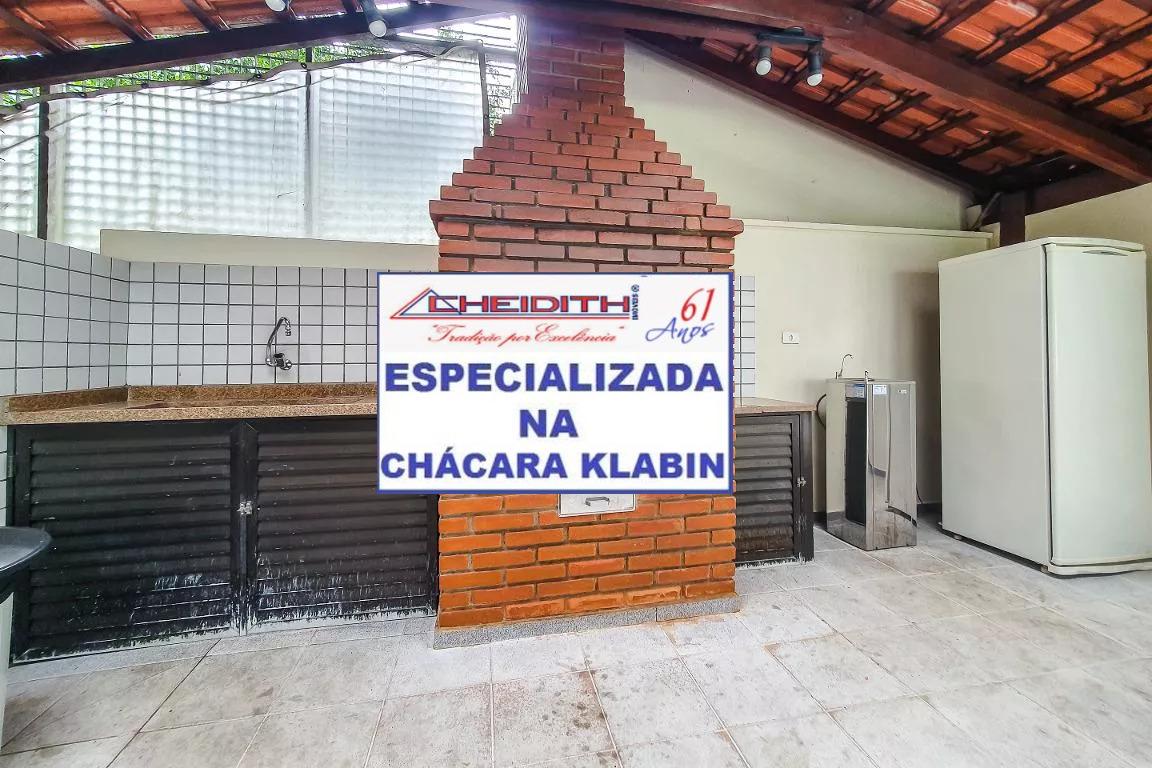 CHEIDITH IMÓVEIS ®
"Tradição por Excelência"
61
Anos
ESPECIALIZADA
NA
CHÁCARA KLABIN